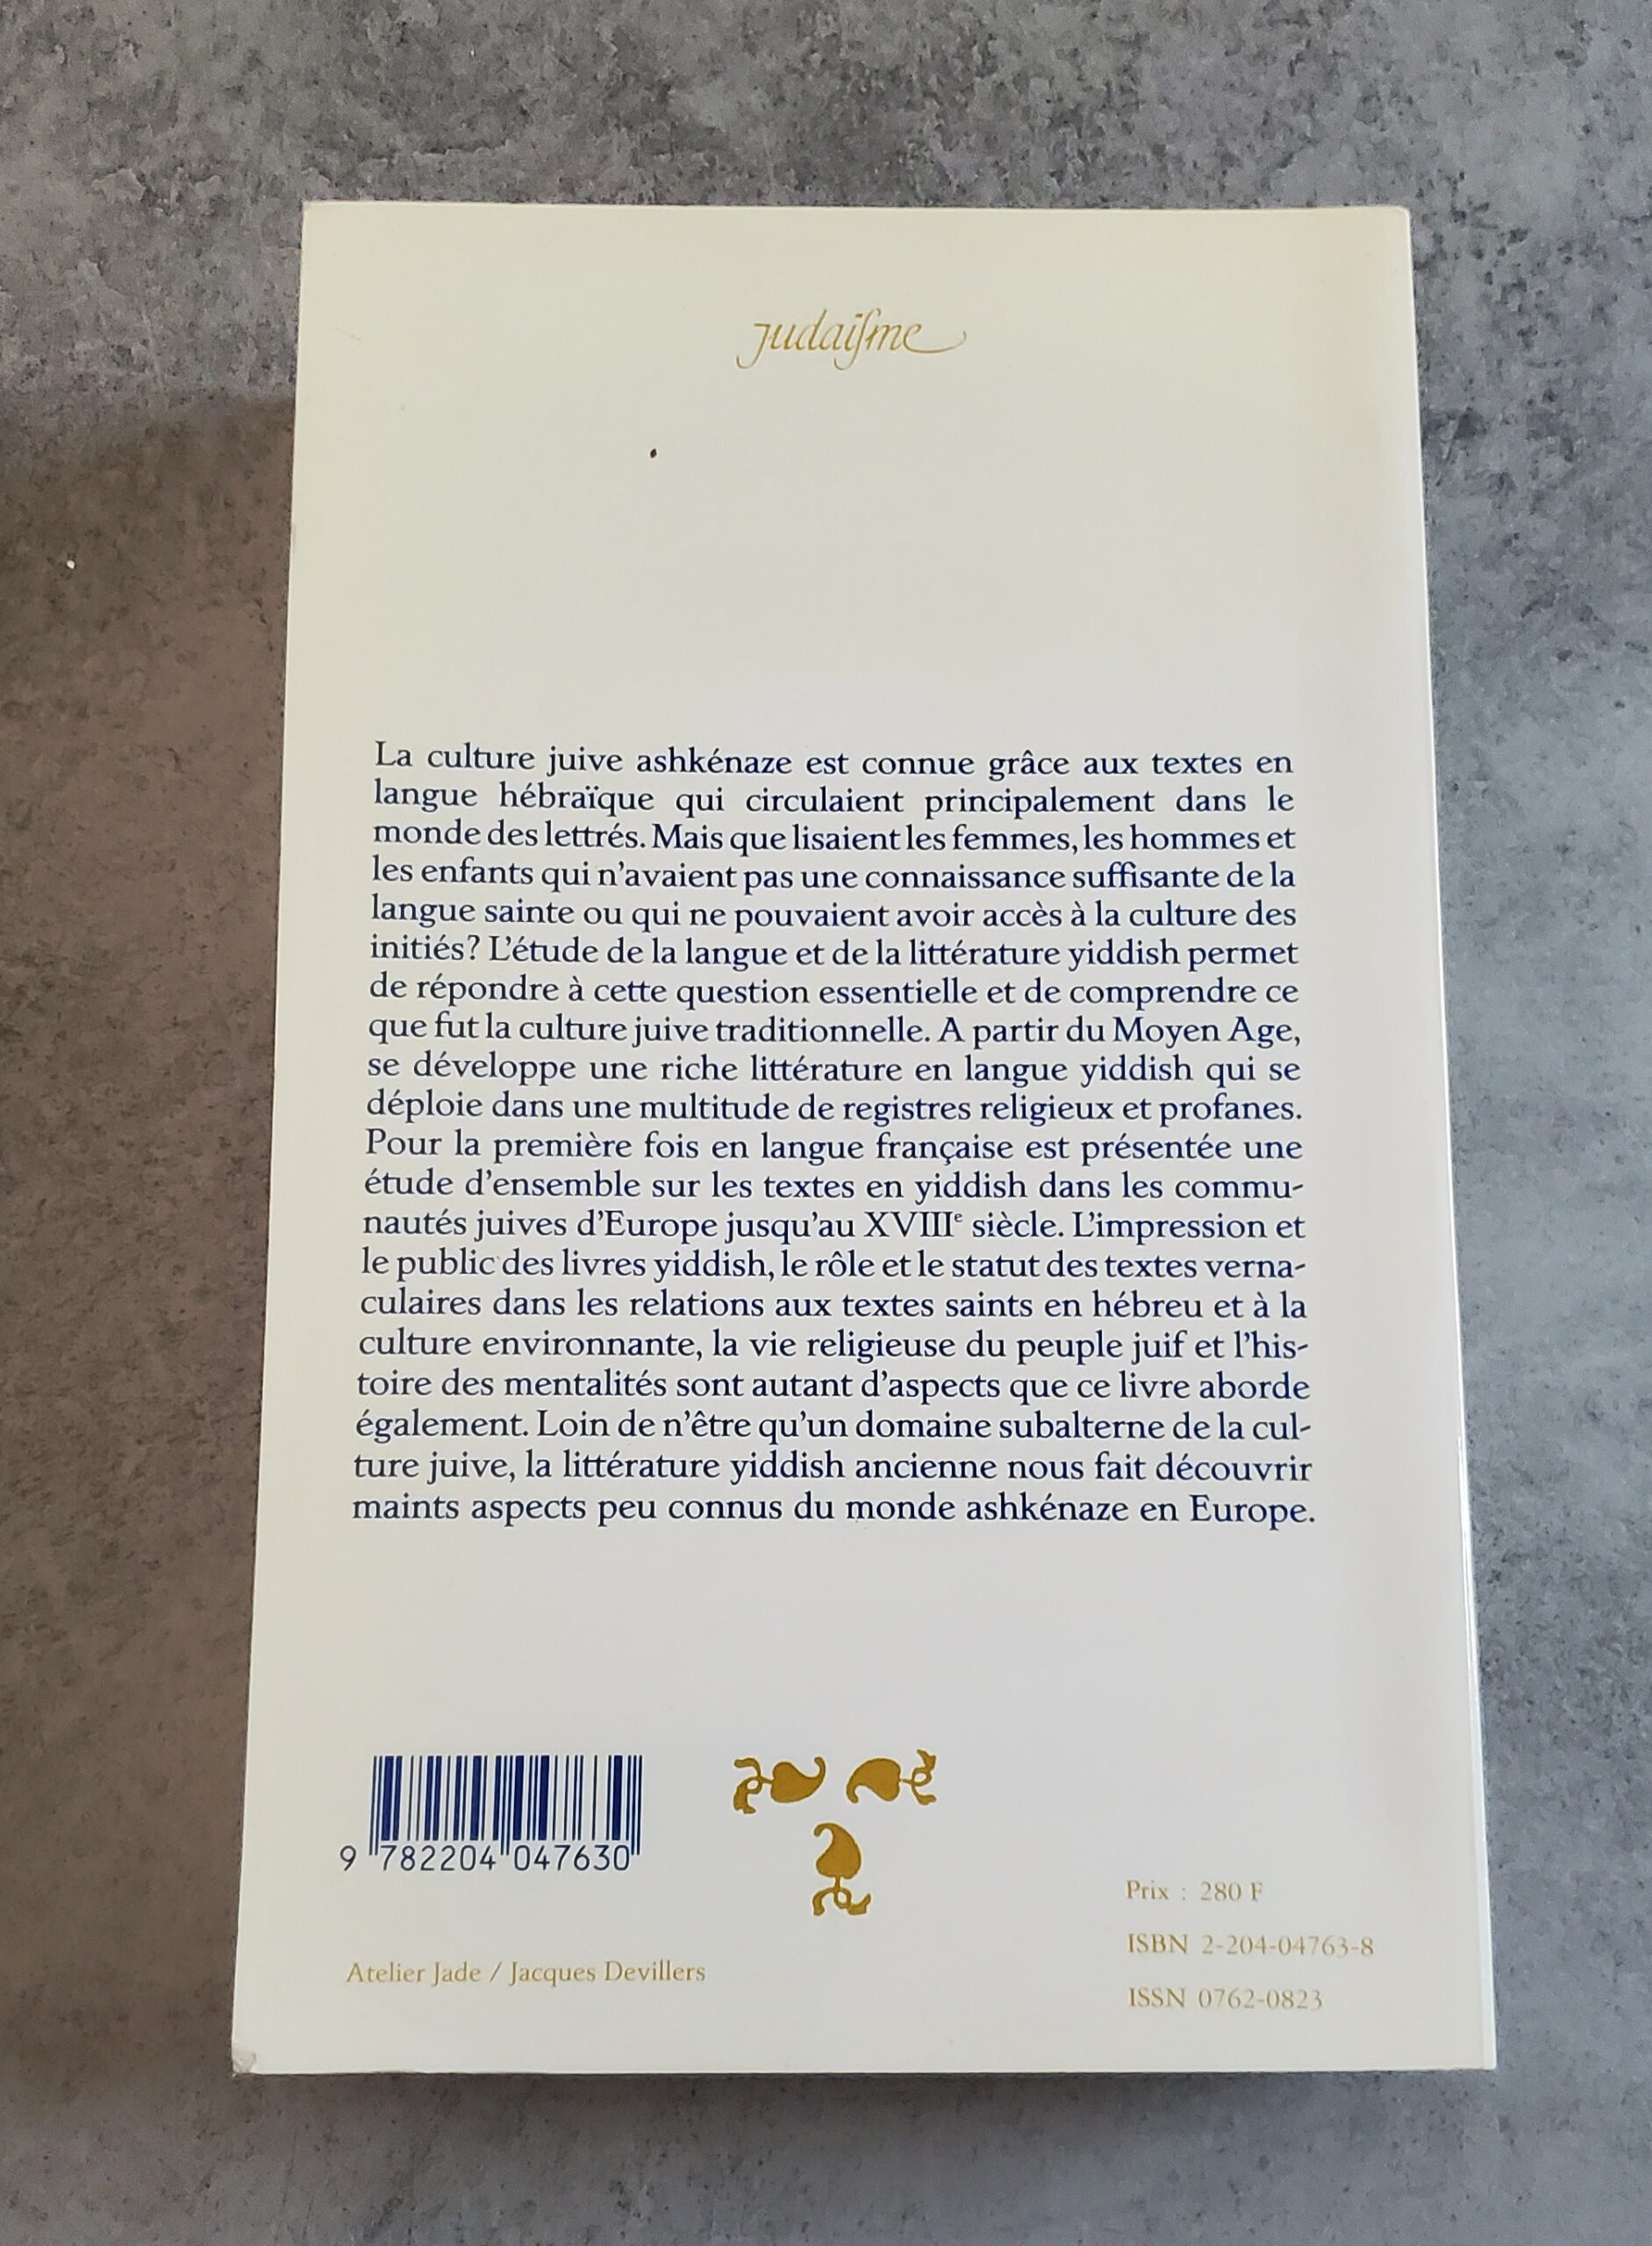 judaïsme
La culture juive ashkénaze est connue grâce aux textes en
langue hébraïque qui circulaient principalement dans le
monde des lettrés. Mais que lisaient les femmes, les hommes et
les enfants qui n'avaient pas une connaissance suffisante de la
langue sainte ou qui ne pouvaient avoir accès à la culture des
initiés? L'étude de la langue et de la littérature yiddish permet
de répondre à cette question essentielle et de comprendre ce
que fut la culture juive traditionnelle. A partir du Moyen Age,
se développe une riche littérature en langue yiddish qui se
déploie dans une multitude de registres religieux et profanes.
Pour la première fois en langue française est présentée une
étude d'ensemble sur les textes en yiddish dans les commu-
nautés juives d'Europe jusqu'au XVIIIe siècle. L'impression et
le public des livres yiddish, le rôle et le statut des textes verna-
culaires dans les relations aux textes saints en hébreu et à la
culture environnante, la vie religieuse du peuple juif et l'his-
toire des mentalités sont autant d'aspects que ce livre aborde
également. Loin de n'être qu'un domaine subalterne de la cul-
ture juive, la littérature yiddish ancienne nous fait découvrir
maints aspects peu connus du monde ashkénaze en Europe.
9 782204 047630
Prix : 280 F
ISBN 2-204-04763-8
Atelier Jade / Jacques Devillers
ISSN 0762-0823